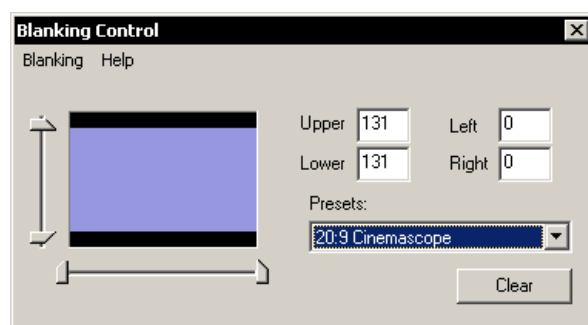 Blanking Control
Blanking Help
Upper 131 Left 0
Lower 131 Right 0
Presets:
20:9 Cinemascope
Clear